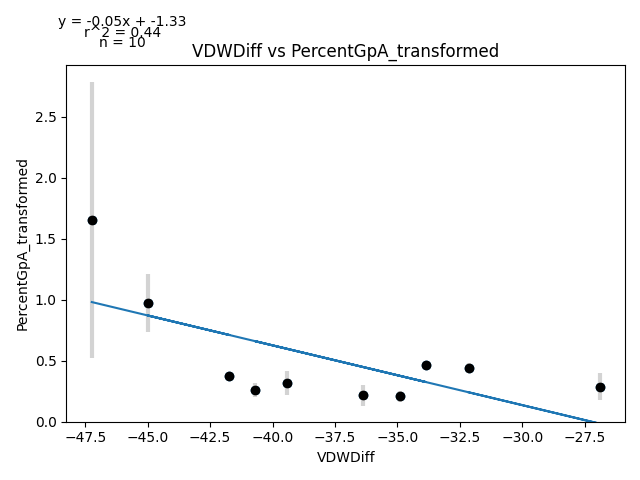 y = -0.05x + -1.33
r^2 = 0.44
n = 10
VDWDiff vs PercentGpA_transformed
PercentGpA_transformed
2.5
2.0
1.5
1.0
0.5
0.0
−47.5 −45.0 −42.5 −40.0 −37.5 −35.0 −32.5 −30.0 −27.5
VDWDiff